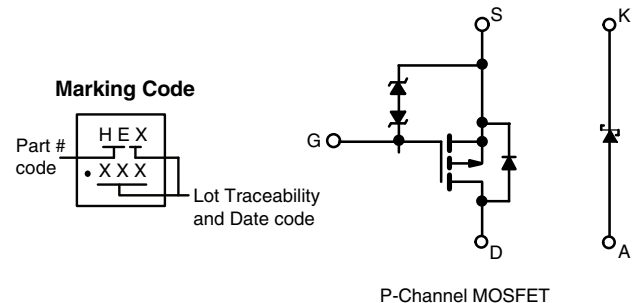 Marking Code
H E X
• X X X
Part #
code
Lot Traceability
and Date code
S
G
D
K
A
P-Channel MOSFET